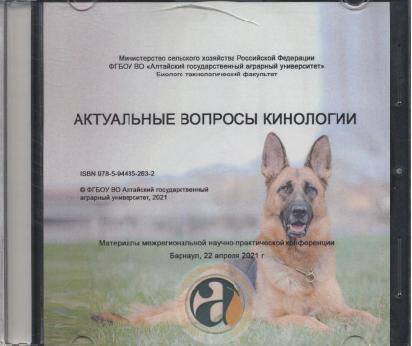 Министерство сельского хозяйства Российской Федерации
ФГБОУ ВО «Алтайский государственный аграрный университет»
Биолого технологический факультет
АКТУАЛЬНЫЕ ВОПРОСЫ КИНОЛОГИИ
ISBN 978-5-94485-263-2
© ФГБОУ ВО Алтайский государственный
аграрный университет, 2021
Материалы межрегиональной научно-практической конференции
Барнаул, 22 апреля 2021 г